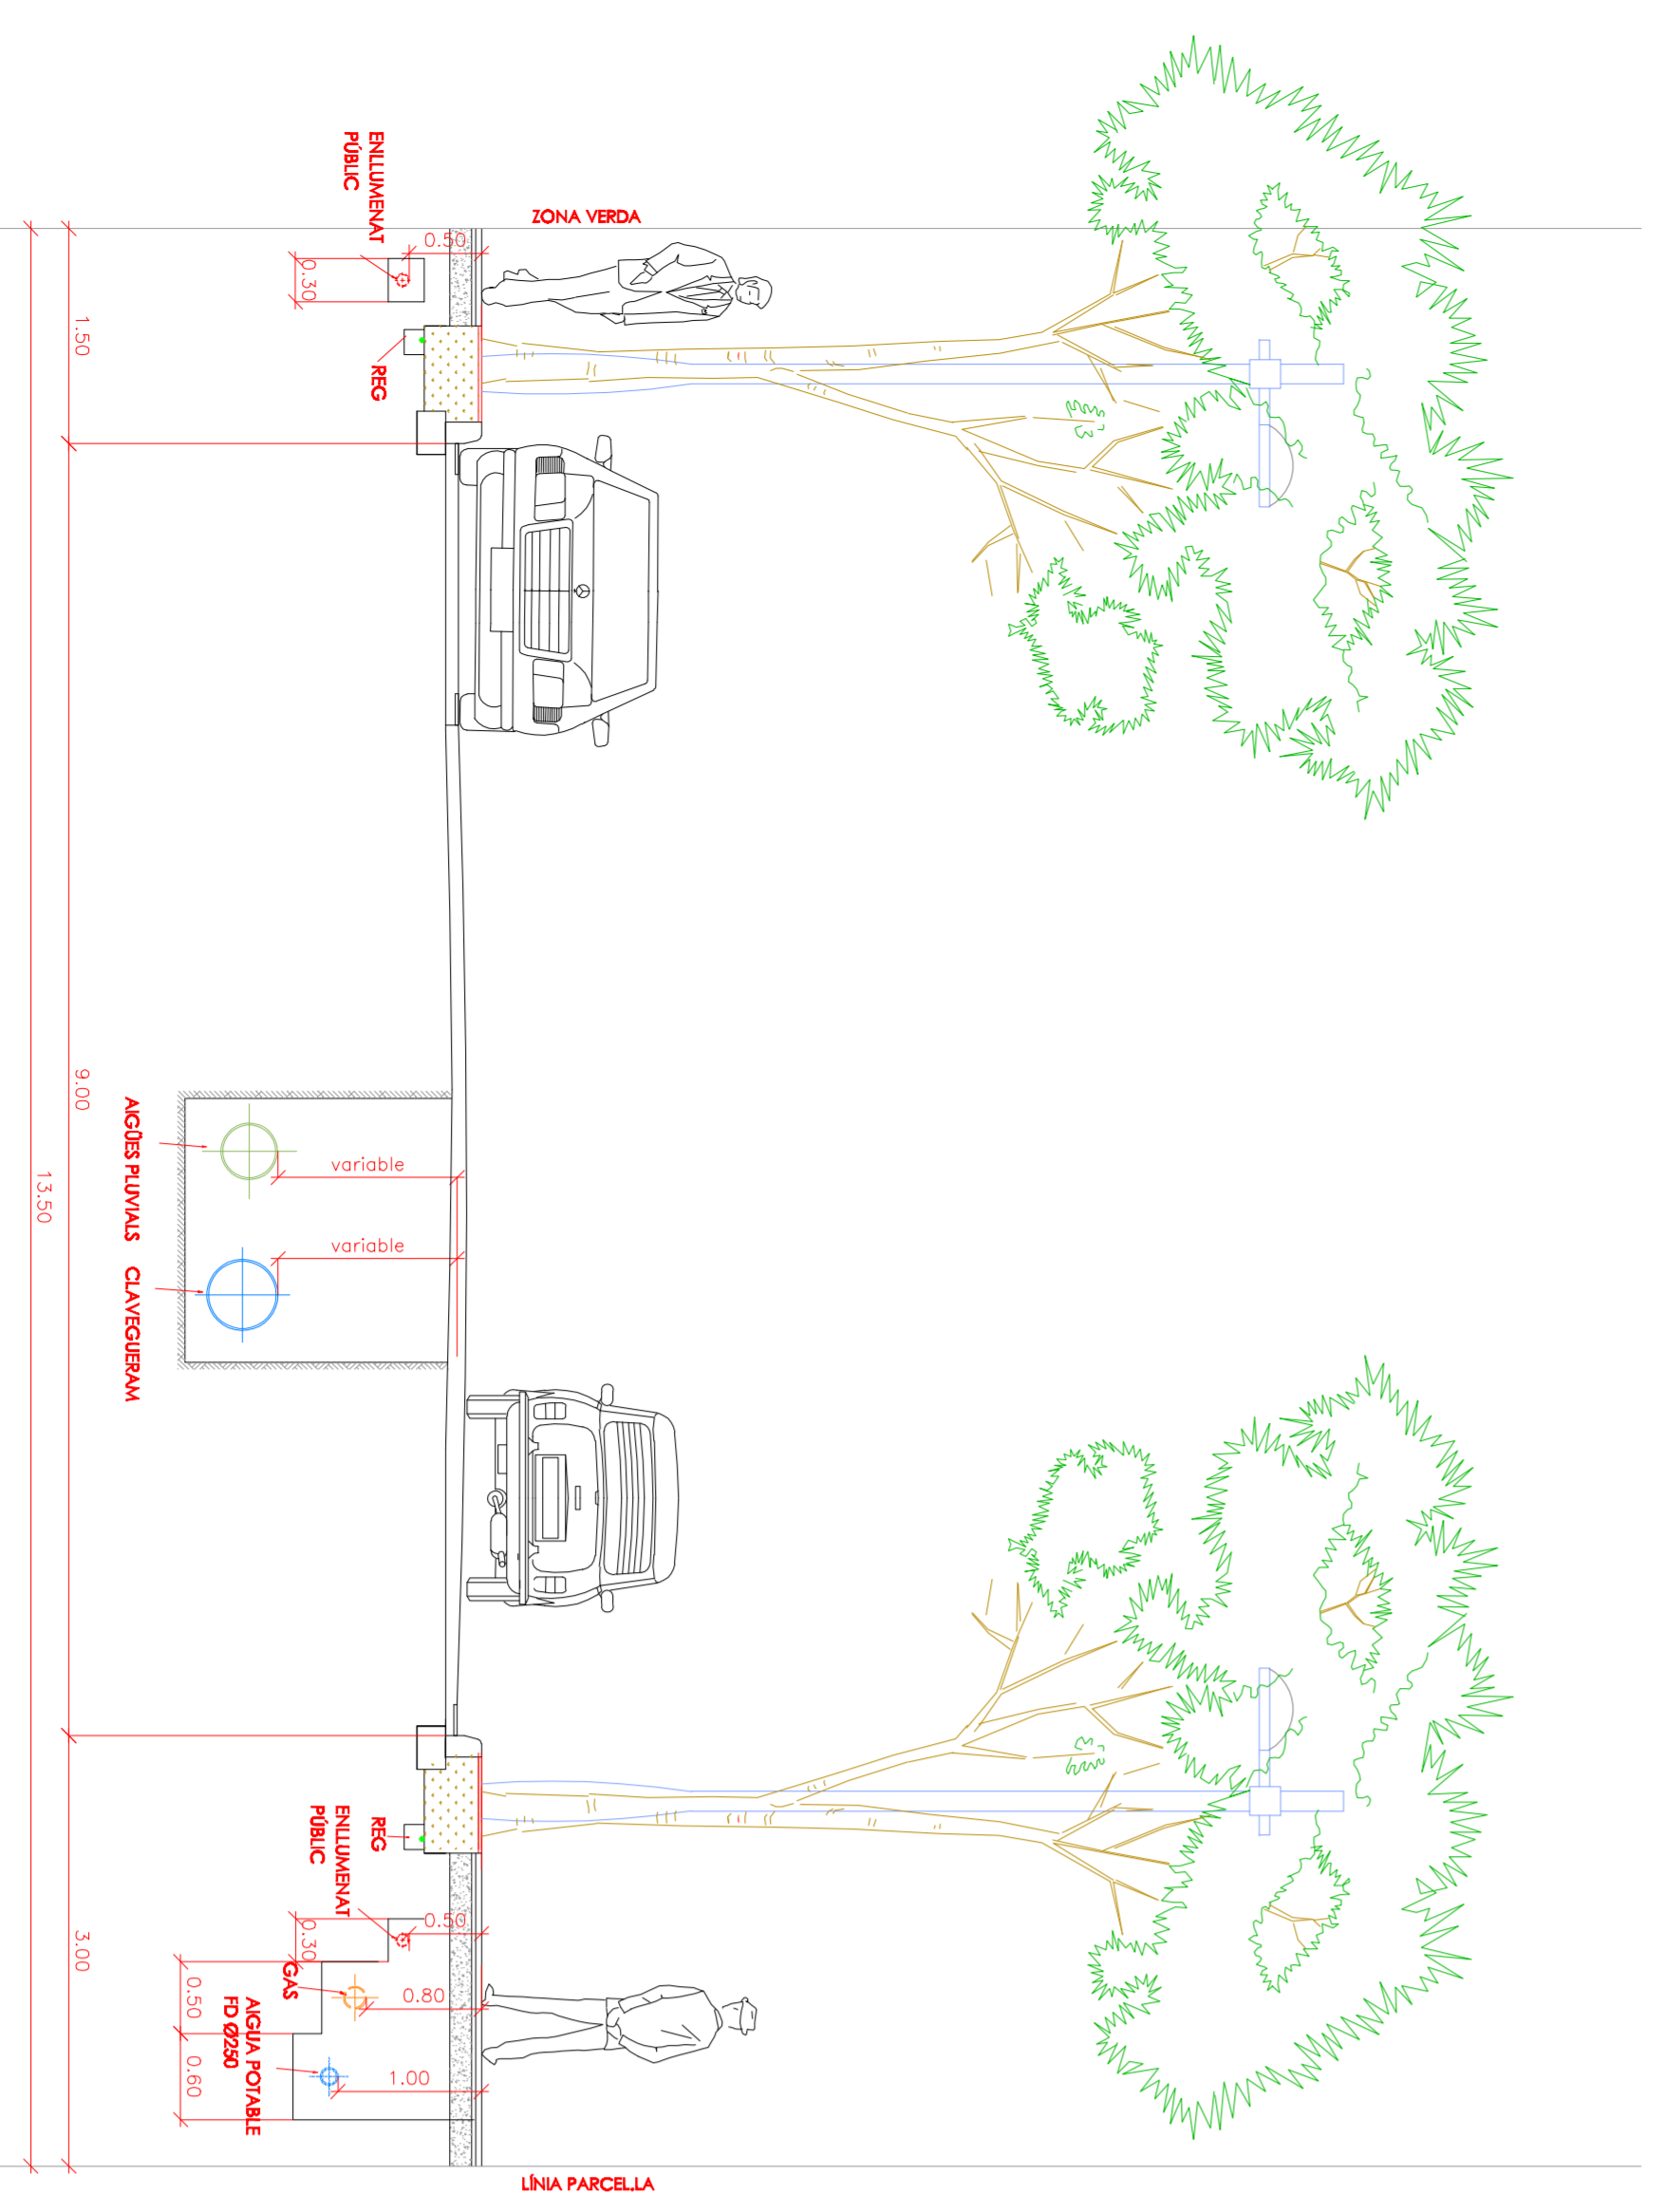 ZONA VERDA
ENLLUMENAT
PÚBLIC
0.50
0.30
REG
1.50
9.00
13.50
AIGÜES PLUVIALS
CLAVEGUERAM
variable
variable
REG
ENLLUMENAT
PÚBLIC
0.50
0.30
GAS
0.80
0.50
AIGUA POTABLE
FD Ø250
1.00
0.60
3.00
LÍNIA PARCEL.LA